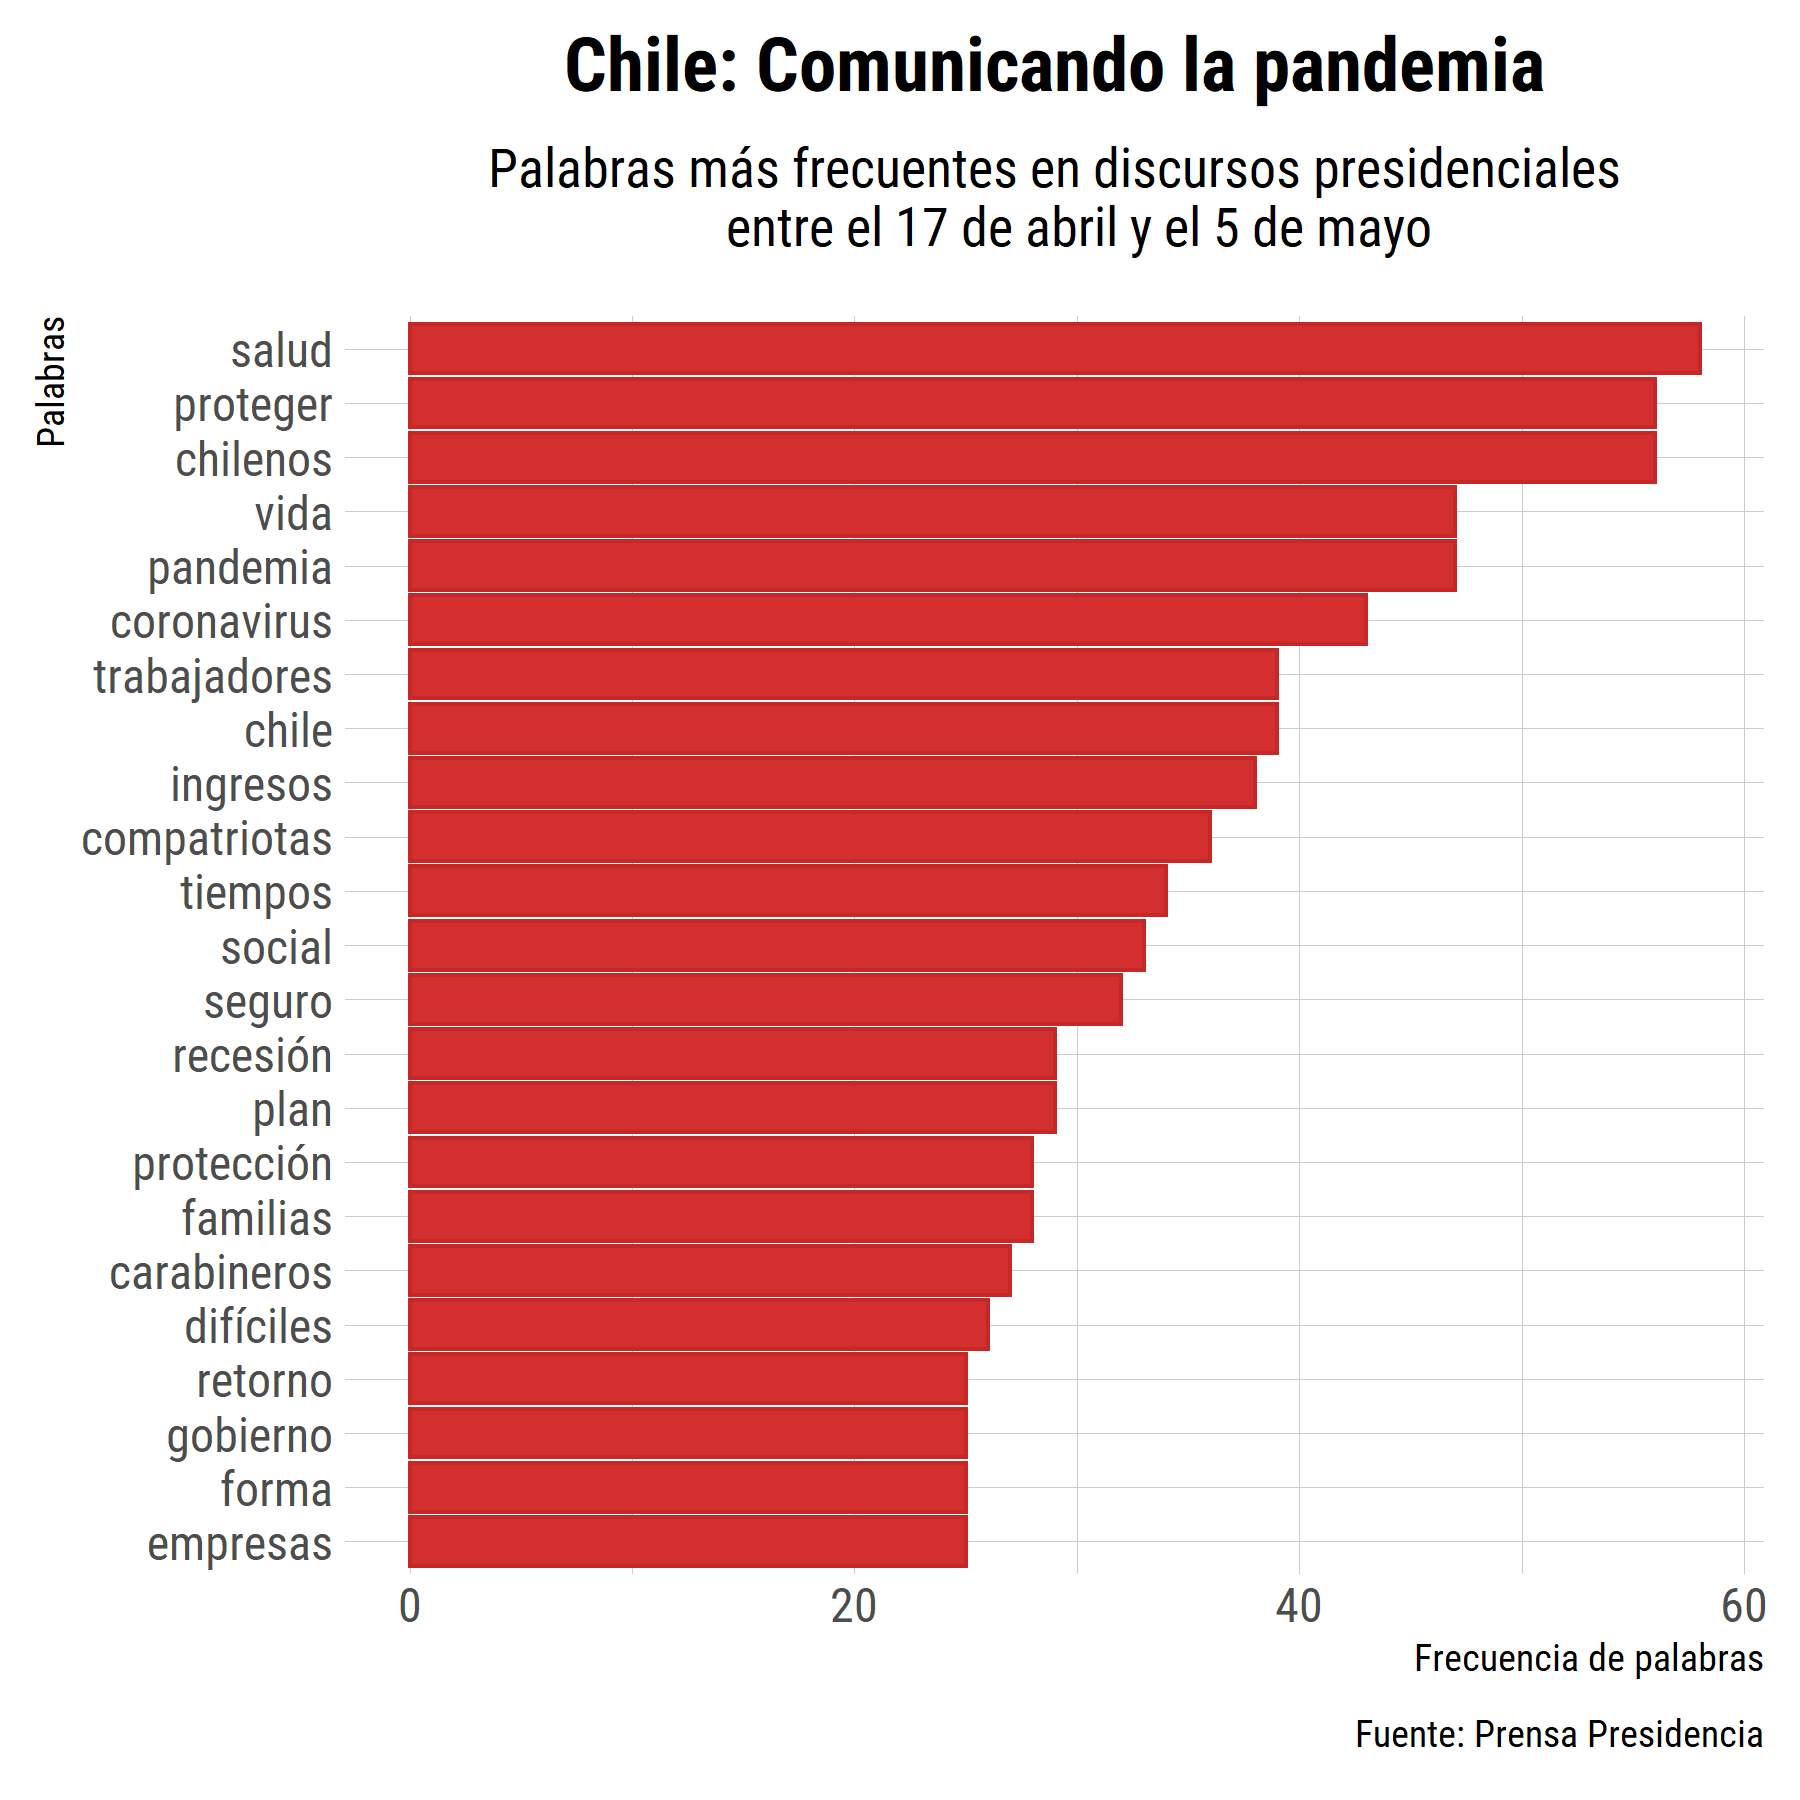 Chile: Comunicando la pandemia
Palabras más frecuentes en discursos presidenciales
entre el 17 de abril y el 5 de mayo
Palabras
salud
proteger
chilenos
vida
pandemia
coronavirus
trabajadores
chile
ingresos
compatriotas
tiempos
social
seguro
recesión
plan
protección
familias
carabineros
difíciles
retorno
gobierno
forma
empresas
0 20 40 60
Frecuencia de palabras
Fuente: Prensa Presidencia